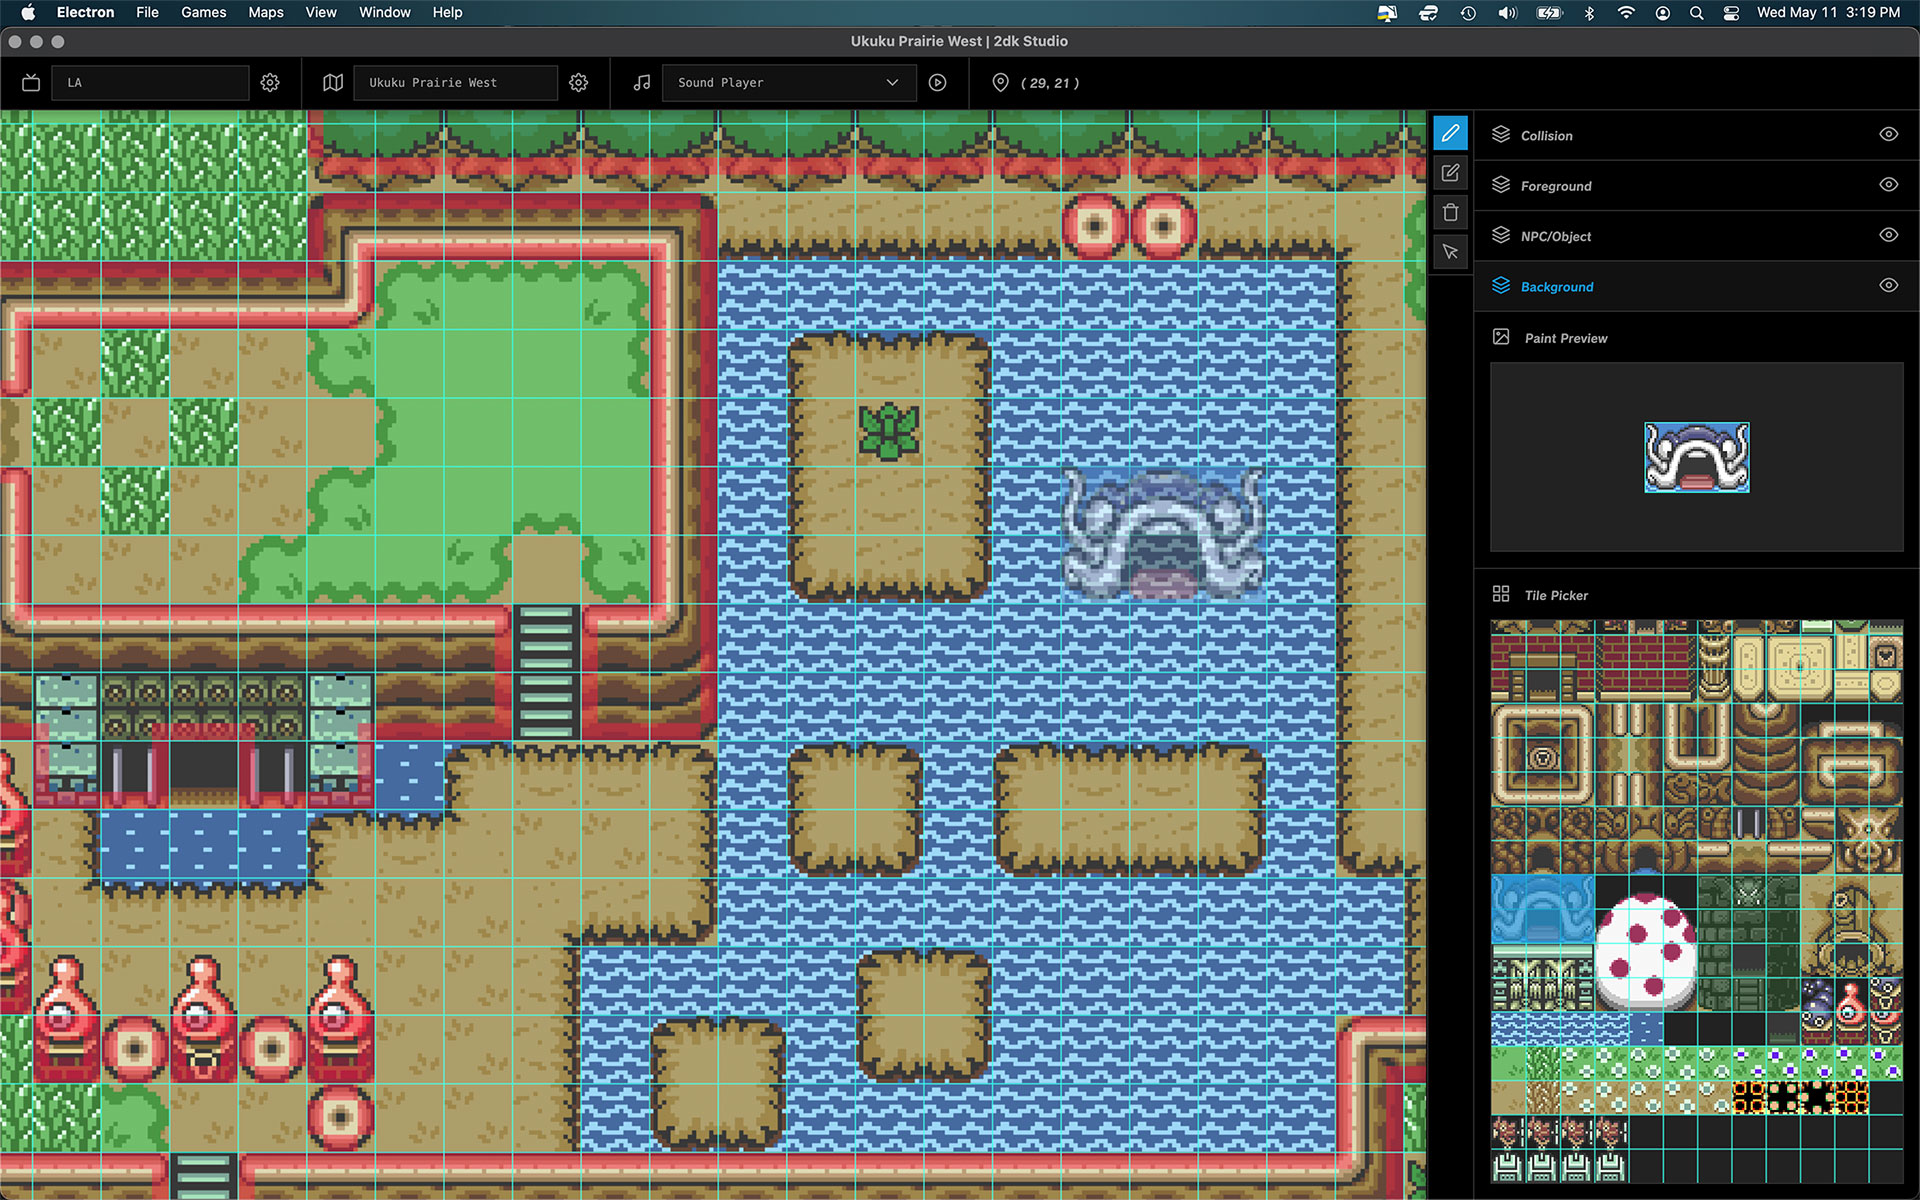 Electron File Games Maps View Window Help Wed May 11 3:19 PM
Ukuku Prairie West | 2dk Studio
LA Ukuku Prairie West Sound Player ( 29, 21 )
Collision
Foreground
NPC/Object
Background
Paint Preview
Tile Picker